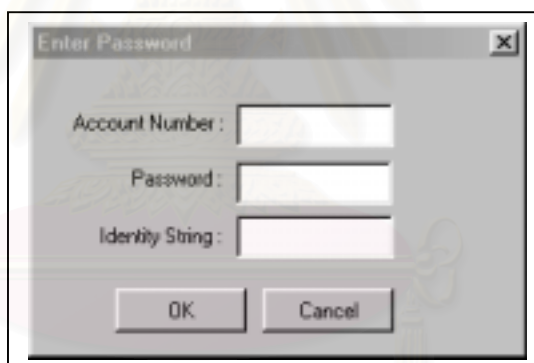 Enter Password
Account Number :
Password :
Identity String :
OK
Cancel